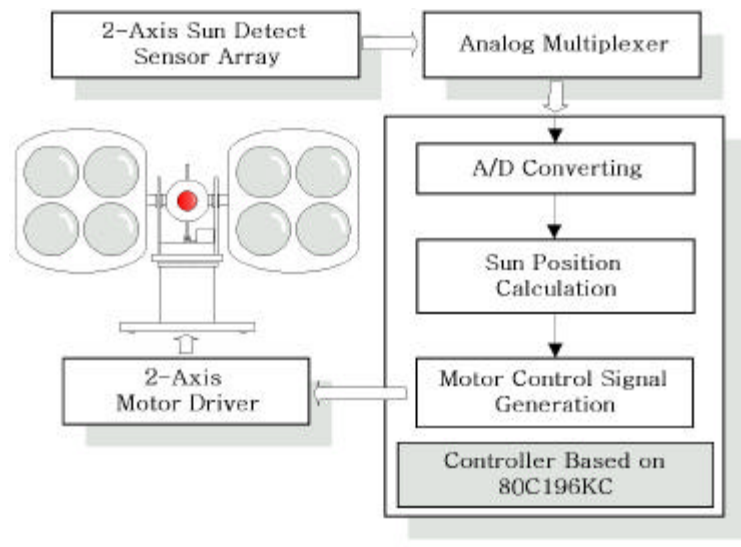 2-Axis Sun Detect
Sensor Array
Analog Multiplexer
A/D Converting
Sun Position
Calculation
Motor Control Signal
Generation
2-Axis
Motor Driver
Controller Based on
80C196KC